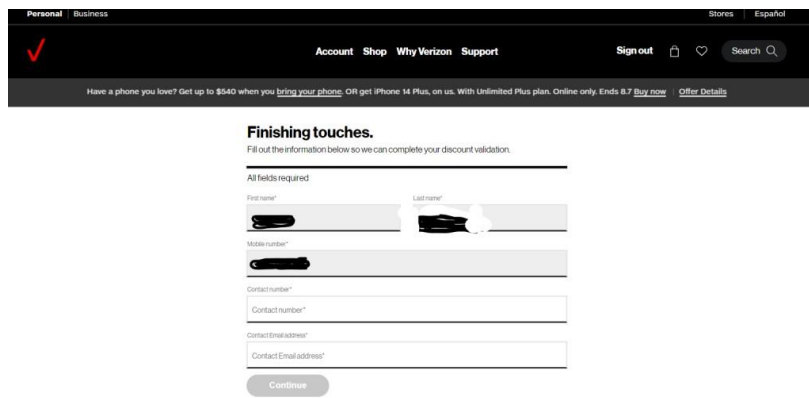 Personal Business Stores Español
Account Shop Why Verizon Support Sign out Search
Have a phone you love? Get up to $540 when you bring your phone. OR get iPhone 14 Plus, on us. With Unlimited Plus plan. Online only. Ends 8.7 Buy now Offer Details
Finishing touches.
Fill out the information below so we can complete your discount validation.
All fields required
First name* Last name*
Mobile number*
Contact number*
Contact number*
Contact Email address*
Contact Email address*
Continue